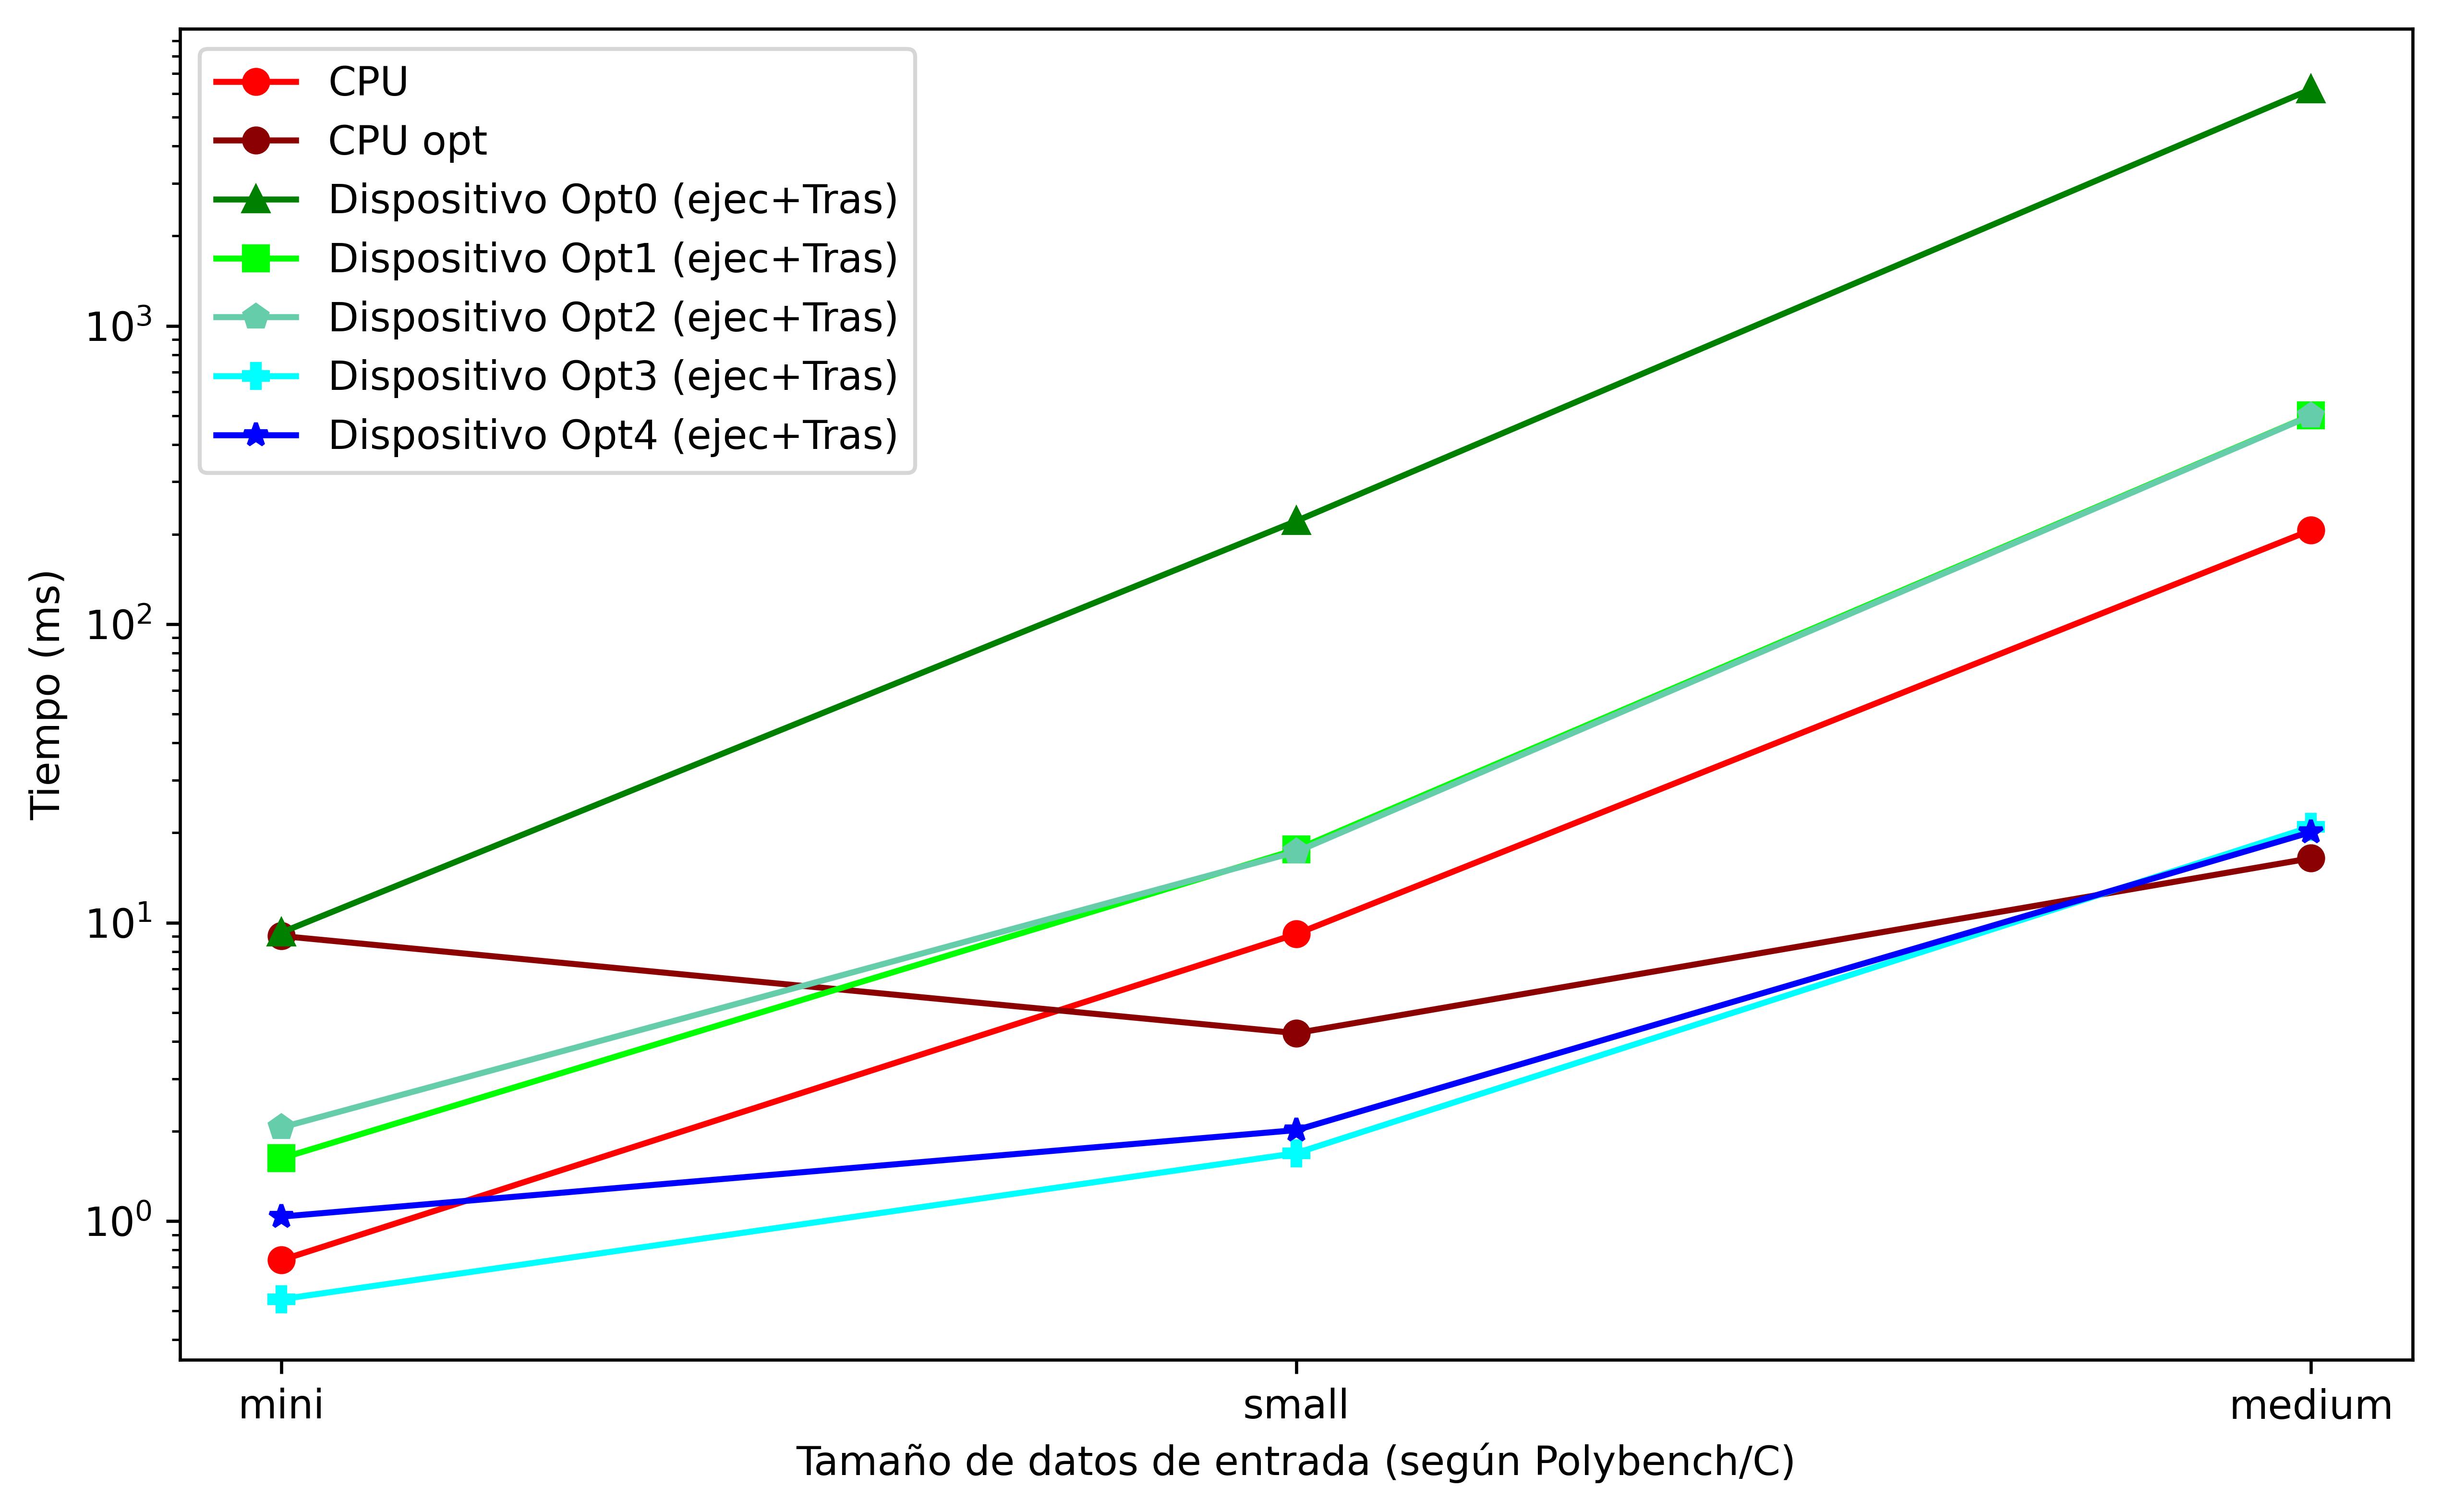 CPU
CPU opt
Dispositivo Opt0 (ejec+Tras)
Dispositivo Opt1 (ejec+Tras)
Dispositivo Opt2 (ejec+Tras)
Dispositivo Opt3 (ejec+Tras)
Dispositivo Opt4 (ejec+Tras)
Tiempo (ms)
10³
10²
10¹
10⁰
mini small medium
Tamaño de datos de entrada (según Polybench/C)